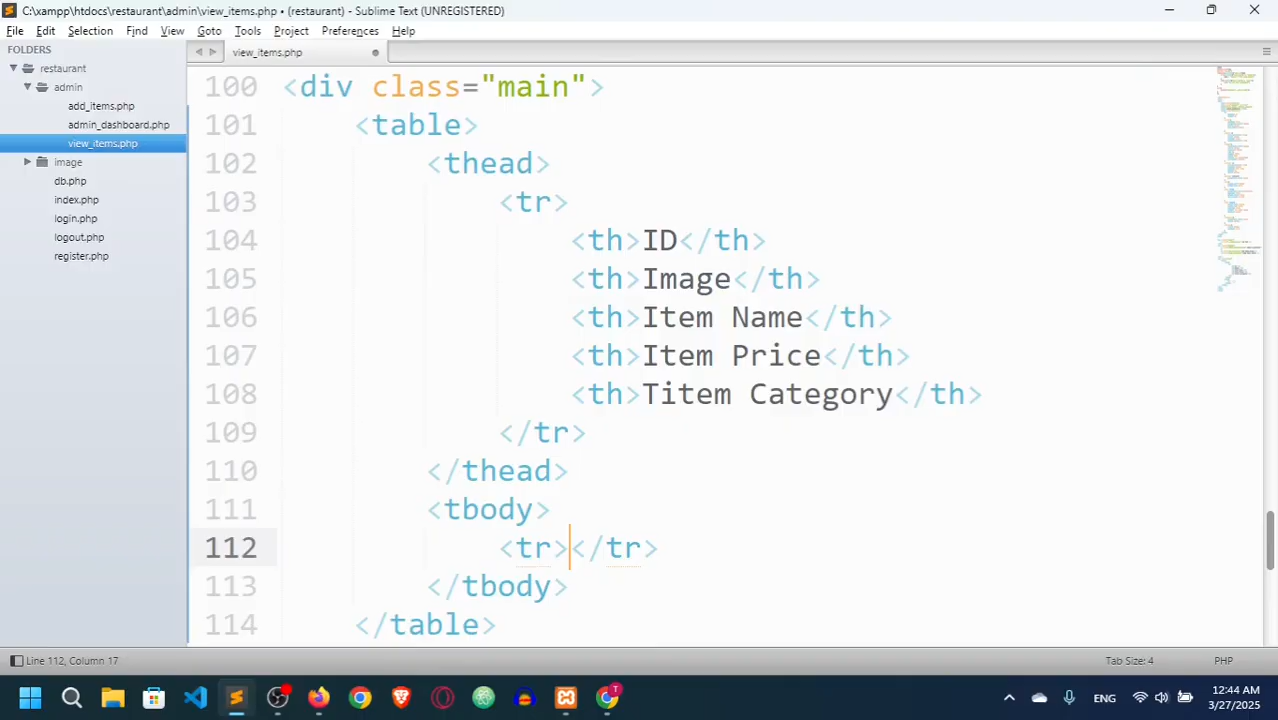 C:\xampp\htdocs\restaurant\admin\view_items.php • (restaurant) - Sublime Text (UNREGISTERED)
File Edit Selection Find View Goto Tools Project Preferences Help
FOLDERS
restaurant
admin
add_items.php
admin_dashboard.php
view_items.php
image
db.php
index.php
login.php
logout.php
register.php
view_items.php
100 <div class="main">
101 <table>
102 <thead>
103 <tr>
104 <th>ID</th>
105 <th>Image</th>
106 <th>Item Name</th>
107 <th>Item Price</th>
108 <th>Titem Category</th>
109 </tr>
110 </thead>
111 <tbody>
112 <tr></tr>
113 </tbody>
114 </table>
Line 112, Column 17
Tab Size: 4
PHP
T
ENG
12:44 AM
3/27/2025